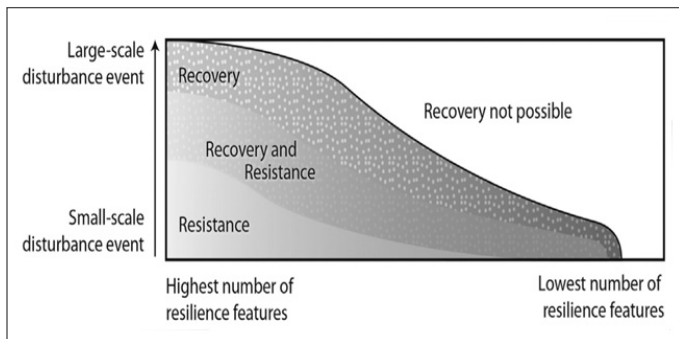 Large-scale
disturbance event
Recovery
Recovery not possible
Recovery and
Resistance
Small-scale
disturbance event
Resistance
Highest number of
resilience features
Lowest number of
resilience features